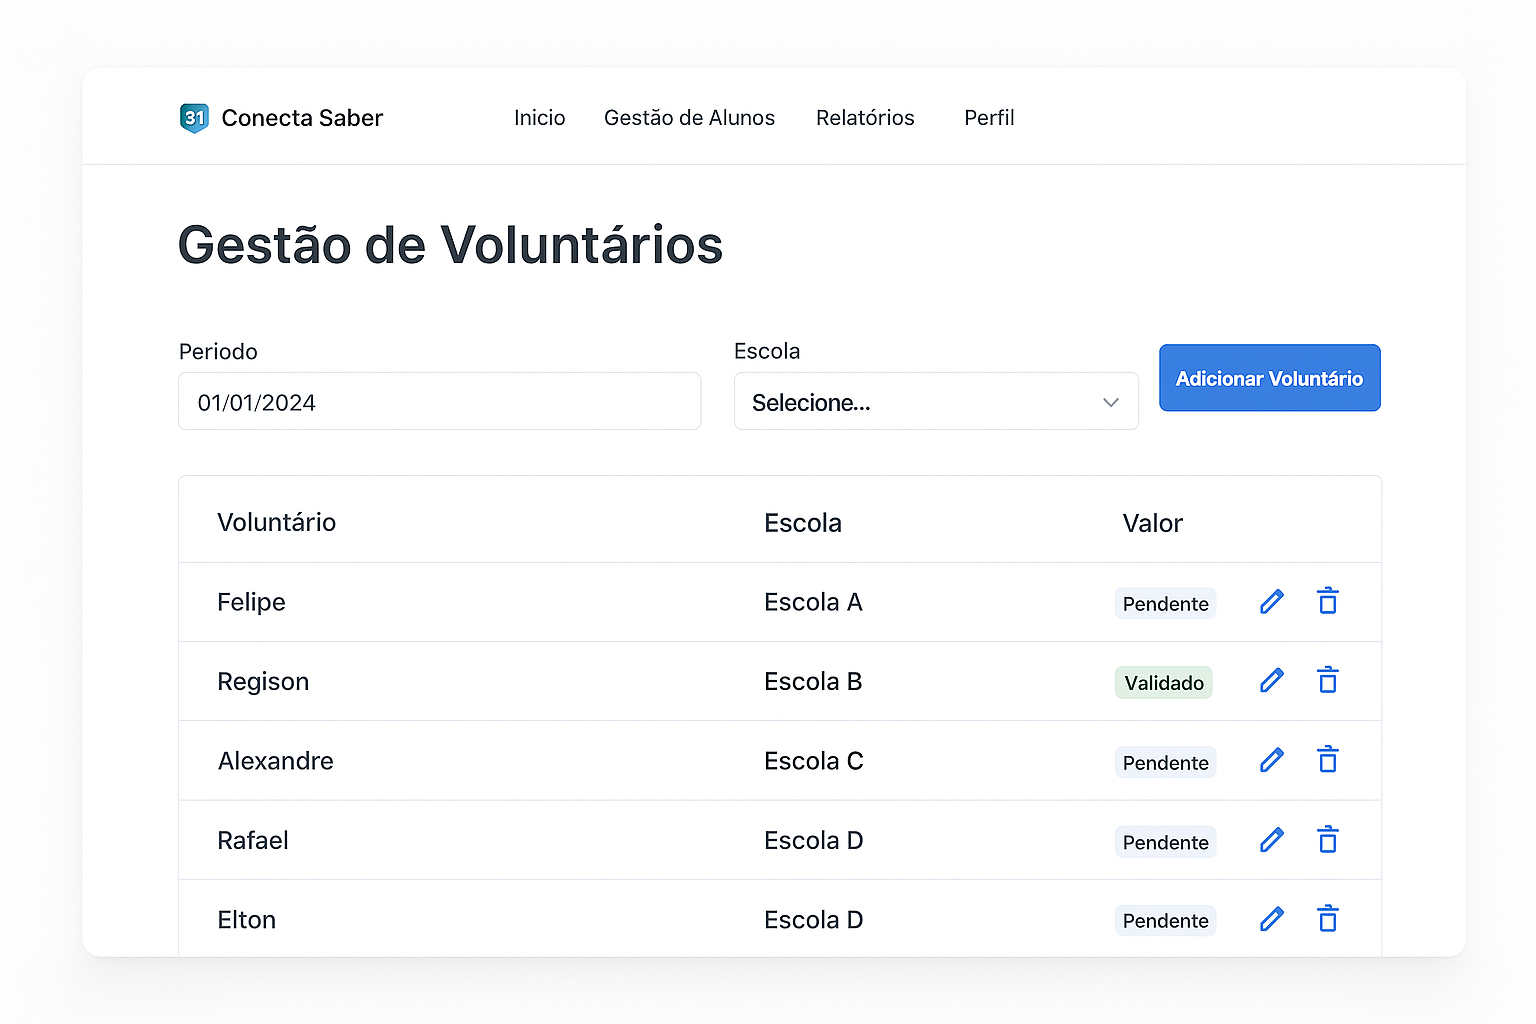 31 Conecta Saber Inicio Gestão de Alunos Relatórios Perfil
Gestão de Voluntários
Periodo Escola
01/01/2024 Selecione... Adicionar Voluntário
Voluntário Escola Valor
Felipe Escola A Pendente
Regison Escola B Validado
Alexandre Escola C Pendente
Rafael Escola D Pendente
Elton Escola D Pendente